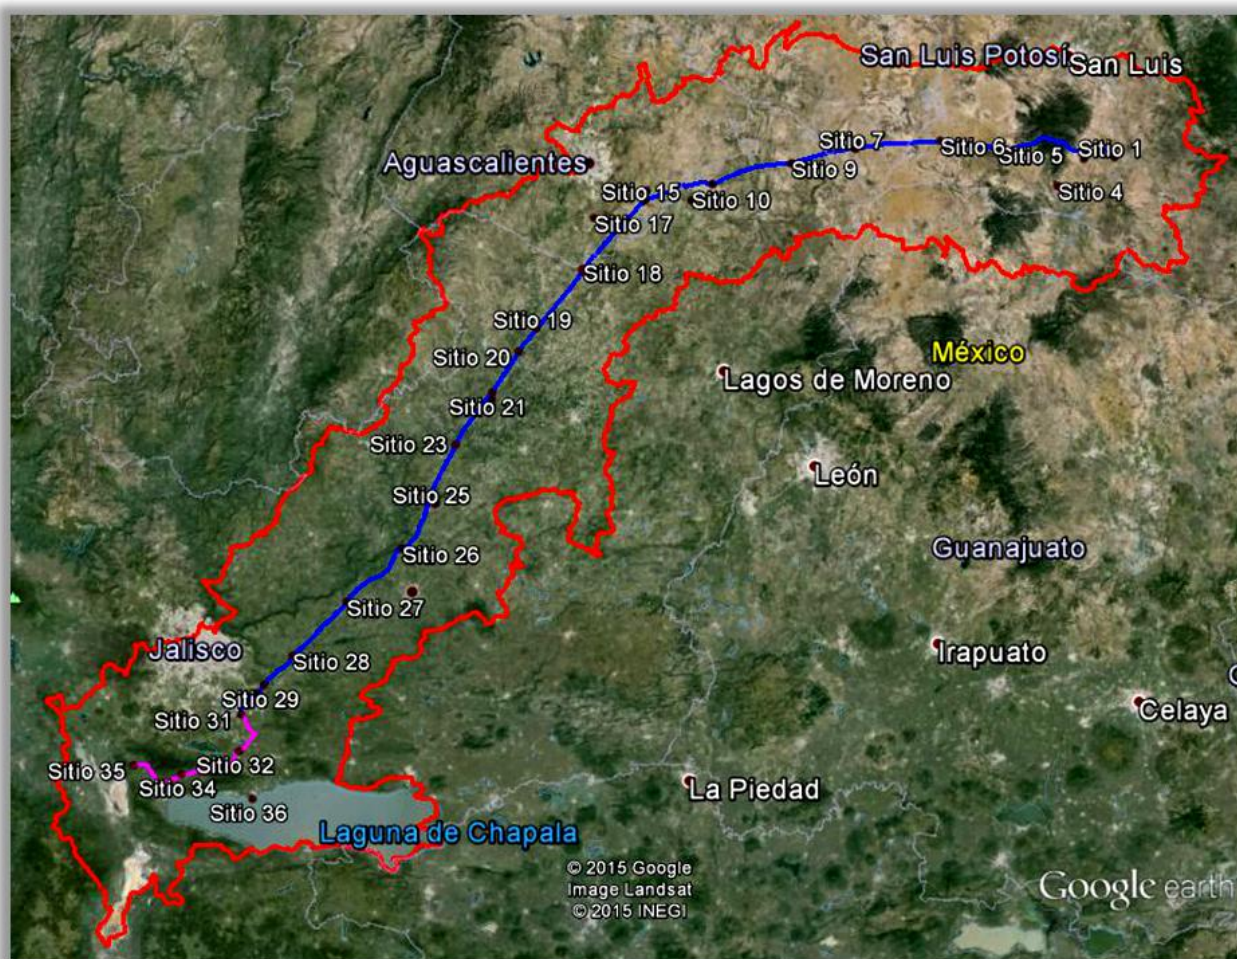 San Luis Potosí
San Luis
Aguascalientes
Sitio 7
Sitio 6
Sitio 5
Sitio 1
Sitio 9
Sitio 4
Sitio 15
Sitio 10
Sitio 17
Sitio 18
Sitio 19
Sitio 20
México
Lagos de Moreno
Sitio 21
Sitio 23
León
Sitio 25
Sitio 26
Guanajuato
Sitio 27
Jalisco
Sitio 28
Irapuato
Sitio 29
Sitio 31
Celaya
Sitio 32
Sitio 35
Sitio 34
La Piedad
Sitio 36
Laguna de Chapala
© 2015 Google
Image Landsat
© 2015 INEGI
Google earth